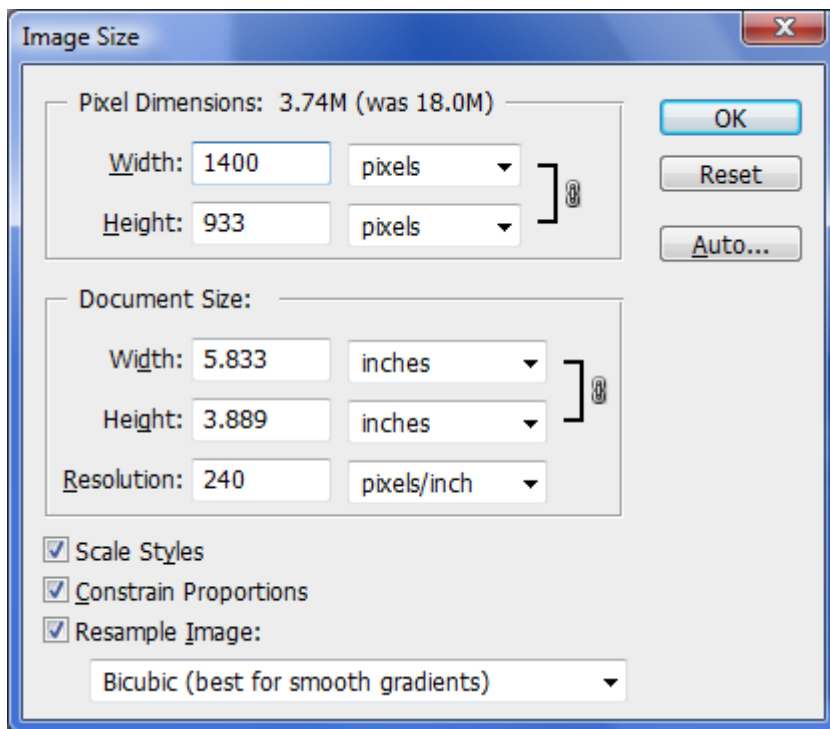 Image Size
Pixel Dimensions: 3.74M (was 18.0M)
Width: 1400 pixels
Height: 933 pixels
OK
Reset
Auto...
Document Size:
Width: 5.833 inches
Height: 3.889 inches
Resolution: 240 pixels/inch
Scale Styles
Constrain Proportions
Resample Image:
Bicubic (best for smooth gradients)